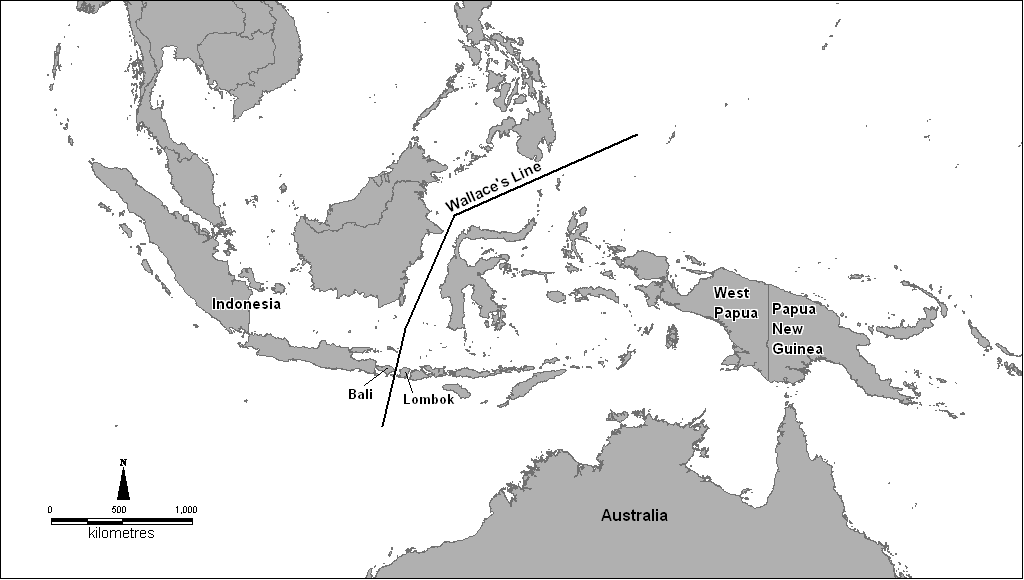 Wallace's Line
Indonesia
West
Papua
Papua
New
Guinea
Bali
Lombok
Australia
N
0 500 1,000
kilometres